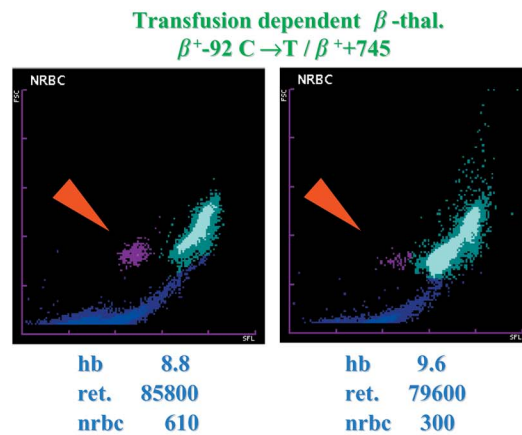 Transfusion dependent β-thal.
β⁺-92 C→T / β⁺+745
NRBC
FSC
SFL
NRBC
FSC
SFL
hb 8.8
ret. 85800
nrbc 610
hb 9.6
ret. 79600
nrbc 300